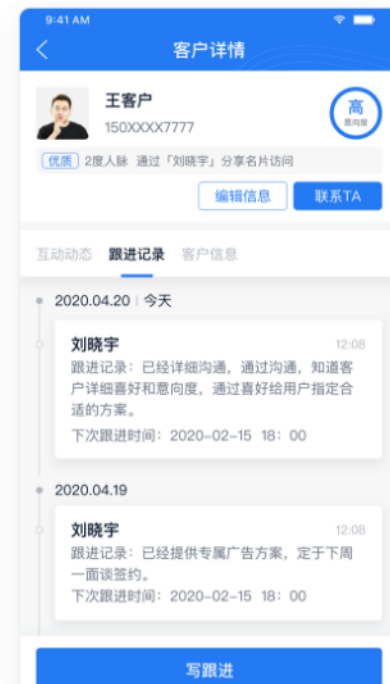 9:41 AM
客户详情
王客户
150XXXX7777
高
意向度
优质 2度人脉 通过「刘晓宇」分享名片访问
编辑信息 联系TA
互动动态 跟进记录 客户信息
2020.04.20 | 今天
刘晓宇 12:08
跟进记录：已经详细沟通，通过沟通，知道客
户详细喜好和意向度，通过喜好给用户指定合
适的方案。
下次跟进时间：2020-02-15 18：00
2020.04.19
刘晓宇 12:08
跟进记录：已经提供专属广告方案，定于下周
一面谈签约。
下次跟进时间：2020-02-15 18：00
写跟进